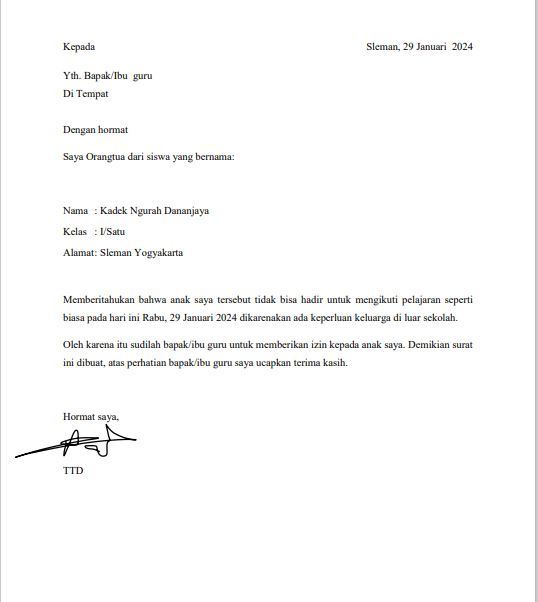 Kepada
Sleman, 29 Januari 2024
Yth. Bapak/Ibu guru
Di Tempat
Dengan hormat
Saya Orangtua dari siswa yang bernama:
Nama : Kadek Ngurah Dananjaya
Kelas : I/Satu
Alamat: Sleman Yogyakarta
Memberitahukan bahwa anak saya tersebut tidak bisa hadir untuk mengikuti pelajaran seperti
biasa pada hari ini Rabu, 29 Januari 2024 dikarenakan ada keperluan keluarga di luar sekolah.
Oleh karena itu sudilah bapak/ibu guru untuk memberikan izin kepada anak saya. Demikian surat
ini dibuat, atas perhatian bapak/ibu guru saya ucapkan terima kasih.
Hormat saya,
TTD